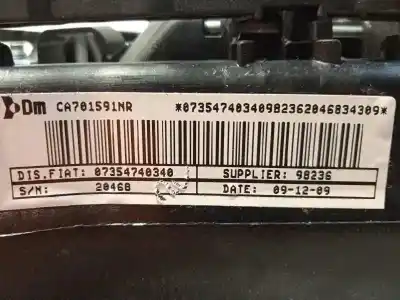 Dm CA701591NR *07354740340982362046834309*
DIS.FIAT: 07354740340 SUPPLIER: 98236
S/N: 20468 DATE: 09-12-09